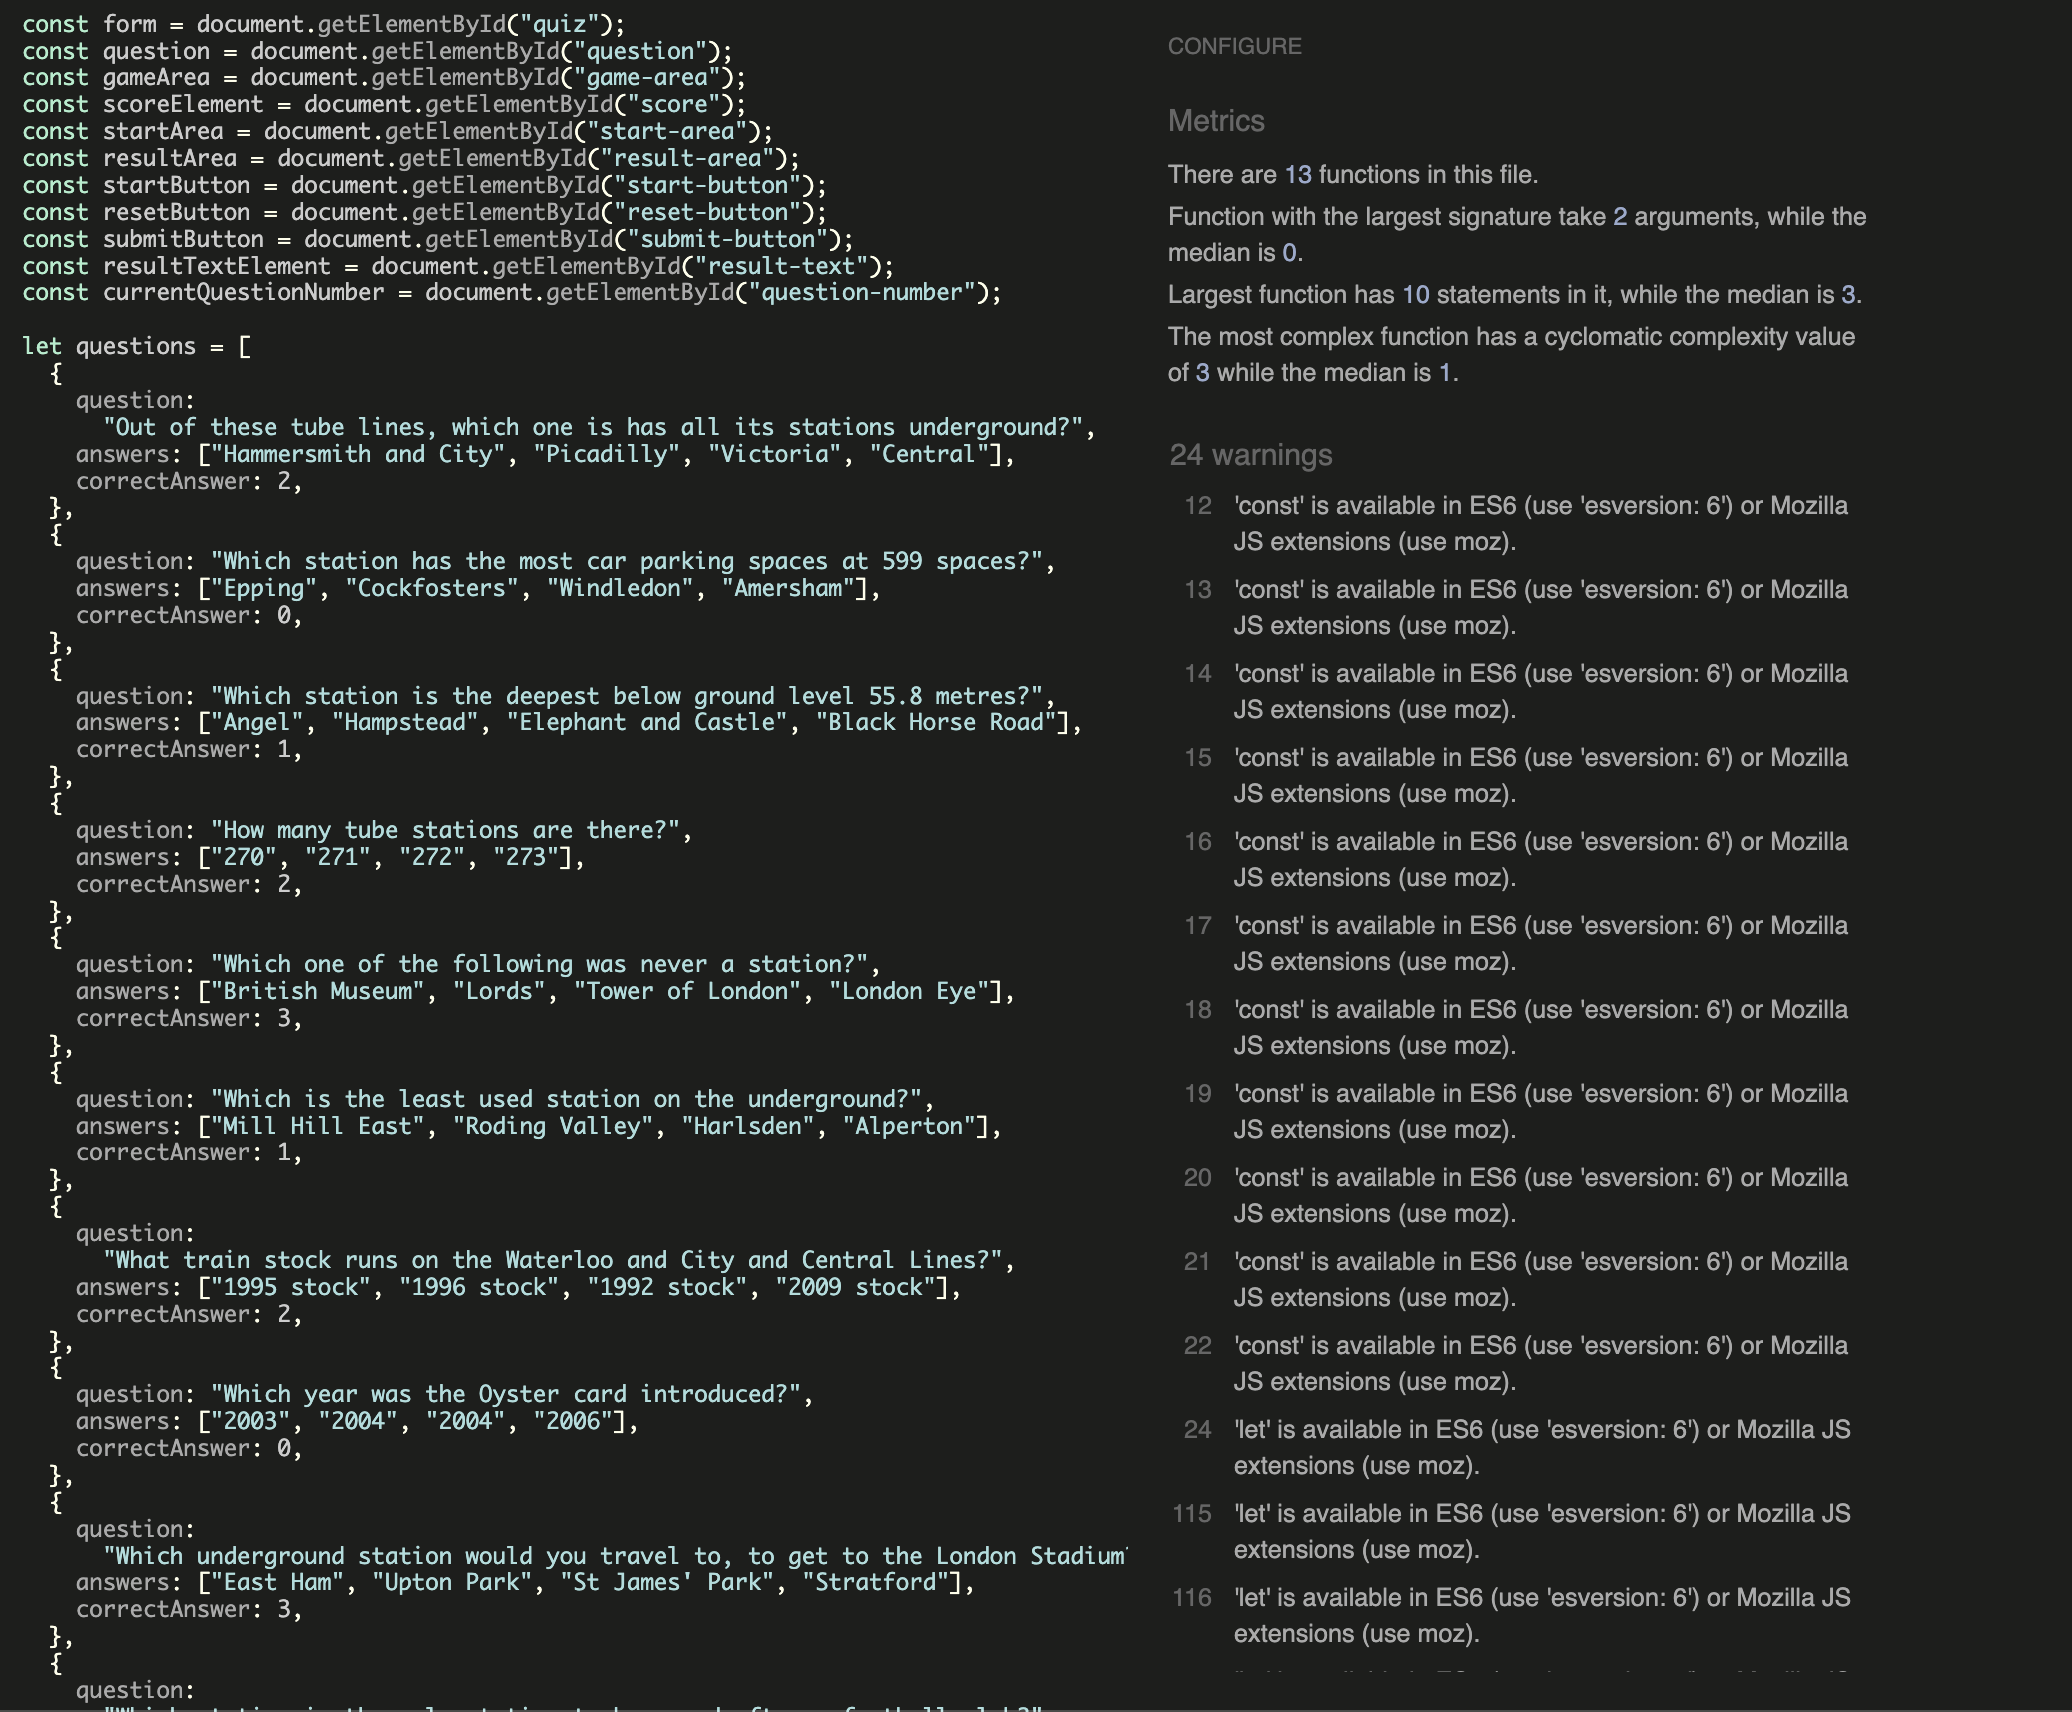 const form = document.getElementById("quiz");
const question = document.getElementById("question");
const gameArea = document.getElementById("game-area");
const scoreElement = document.getElementById("score");
const startArea = document.getElementById("start-area");
const resultArea = document.getElementById("result-area");
const startButton = document.getElementById("start-button");
const resetButton = document.getElementById("reset-button");
const submitButton = document.getElementById("submit-button");
const resultTextElement = document.getElementById("result-text");
const currentQuestionNumber = document.getElementById("question-number");
let questions = [
{
question:
"Out of these tube lines, which one is has all its stations underground?",
answers: ["Hammersmith and City", "Picadilly", "Victoria", "Central"],
correctAnswer: 2,
},
{
question: "Which station has the most car parking spaces at 599 spaces?",
answers: ["Epping", "Cockfosters", "Windledon", "Amersham"],
correctAnswer: 0,
},
{
question: "Which station is the deepest below ground level 55.8 metres?",
answers: ["Angel", "Hampstead", "Elephant and Castle", "Black Horse Road"],
correctAnswer: 1,
},
{
question: "How many tube stations are there?",
answers: ["270", "271", "272", "273"],
correctAnswer: 2,
},
{
question: "Which one of the following was never a station?",
answers: ["British Museum", "Lords", "Tower of London", "London Eye"],
correctAnswer: 3,
},
{
question: "Which is the least used station on the underground?",
answers: ["Mill Hill East", "Roding Valley", "Harlsden", "Alperton"],
correctAnswer: 1,
},
{
question:
"What train stock runs on the Waterloo and City and Central Lines?",
answers: ["1995 stock", "1996 stock", "1992 stock", "2009 stock"],
correctAnswer: 2,
},
{
question: "Which year was the Oyster card introduced?",
answers: ["2003", "2004", "2004", "2006"],
correctAnswer: 0,
},
{
question:
"Which underground station would you travel to, to get to the London Stadium
answers: ["East Ham", "Upton Park", "St James' Park", "Stratford"],
correctAnswer: 3,
},
{
question:
CONFIGURE
Metrics
There are 13 functions in this file.
Function with the largest signature take 2 arguments, while the
median is 0.
Largest function has 10 statements in it, while the median is 3.
The most complex function has a cyclomatic complexity value
of 3 while the median is 1.
24 warnings
12 'const' is available in ES6 (use 'esversion: 6') or Mozilla
JS extensions (use moz).
13 'const' is available in ES6 (use 'esversion: 6') or Mozilla
JS extensions (use moz).
14 'const' is available in ES6 (use 'esversion: 6') or Mozilla
JS extensions (use moz).
15 'const' is available in ES6 (use 'esversion: 6') or Mozilla
JS extensions (use moz).
16 'const' is available in ES6 (use 'esversion: 6') or Mozilla
JS extensions (use moz).
17 'const' is available in ES6 (use 'esversion: 6') or Mozilla
JS extensions (use moz).
18 'const' is available in ES6 (use 'esversion: 6') or Mozilla
JS extensions (use moz).
19 'const' is available in ES6 (use 'esversion: 6') or Mozilla
JS extensions (use moz).
20 'const' is available in ES6 (use 'esversion: 6') or Mozilla
JS extensions (use moz).
21 'const' is available in ES6 (use 'esversion: 6') or Mozilla
JS extensions (use moz).
22 'const' is available in ES6 (use 'esversion: 6') or Mozilla
JS extensions (use moz).
24 'let' is available in ES6 (use 'esversion: 6') or Mozilla JS
extensions (use moz).
115 'let' is available in ES6 (use 'esversion: 6') or Mozilla JS
extensions (use moz).
116 'let' is available in ES6 (use 'esversion: 6') or Mozilla JS
extensions (use moz).